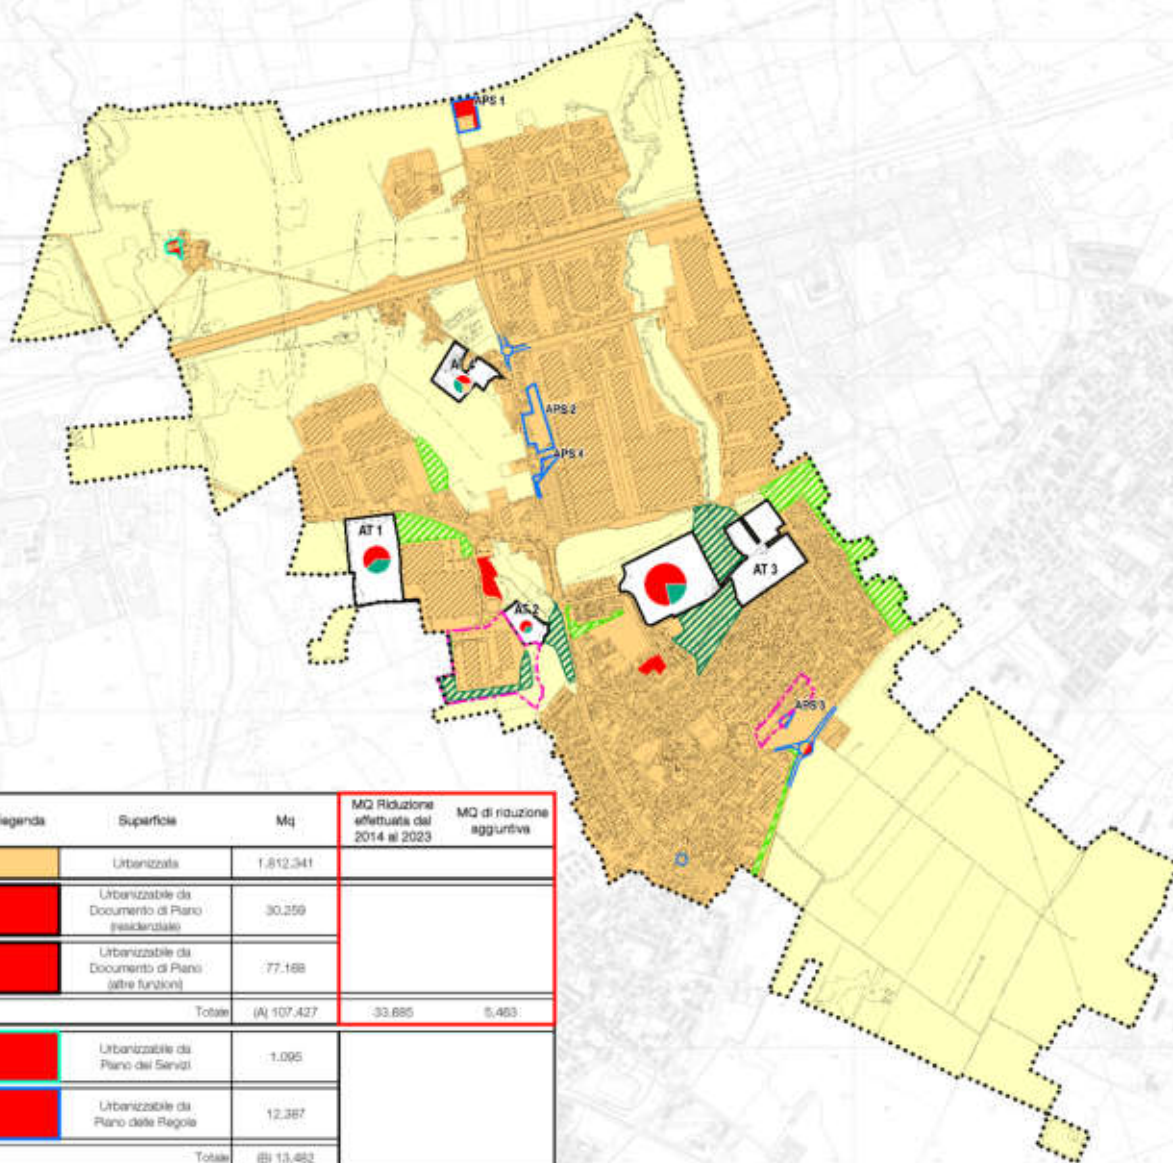 APS 1
APS 2
APS 4
AT 1
AT 2
AT 3
APS 3
legenda
Superficie
Mq
MQ Riduzione
effettuata dal
2014 al 2023
MQ di riduzione
aggiuntiva
Urbanizzata
1.812.341
Urbanizzabile da
Documento di Piano
(residenziale)
30.259
Urbanizzabile da
Documento di Piano
(altre funzioni)
77.168
Totale
(A) 107.427
-33.685
5.463
Urbanizzabile da
Piano dei Servizi
1.095
Urbanizzabile da
Piano delle Regole
12.387
Totale
(B) 13.482